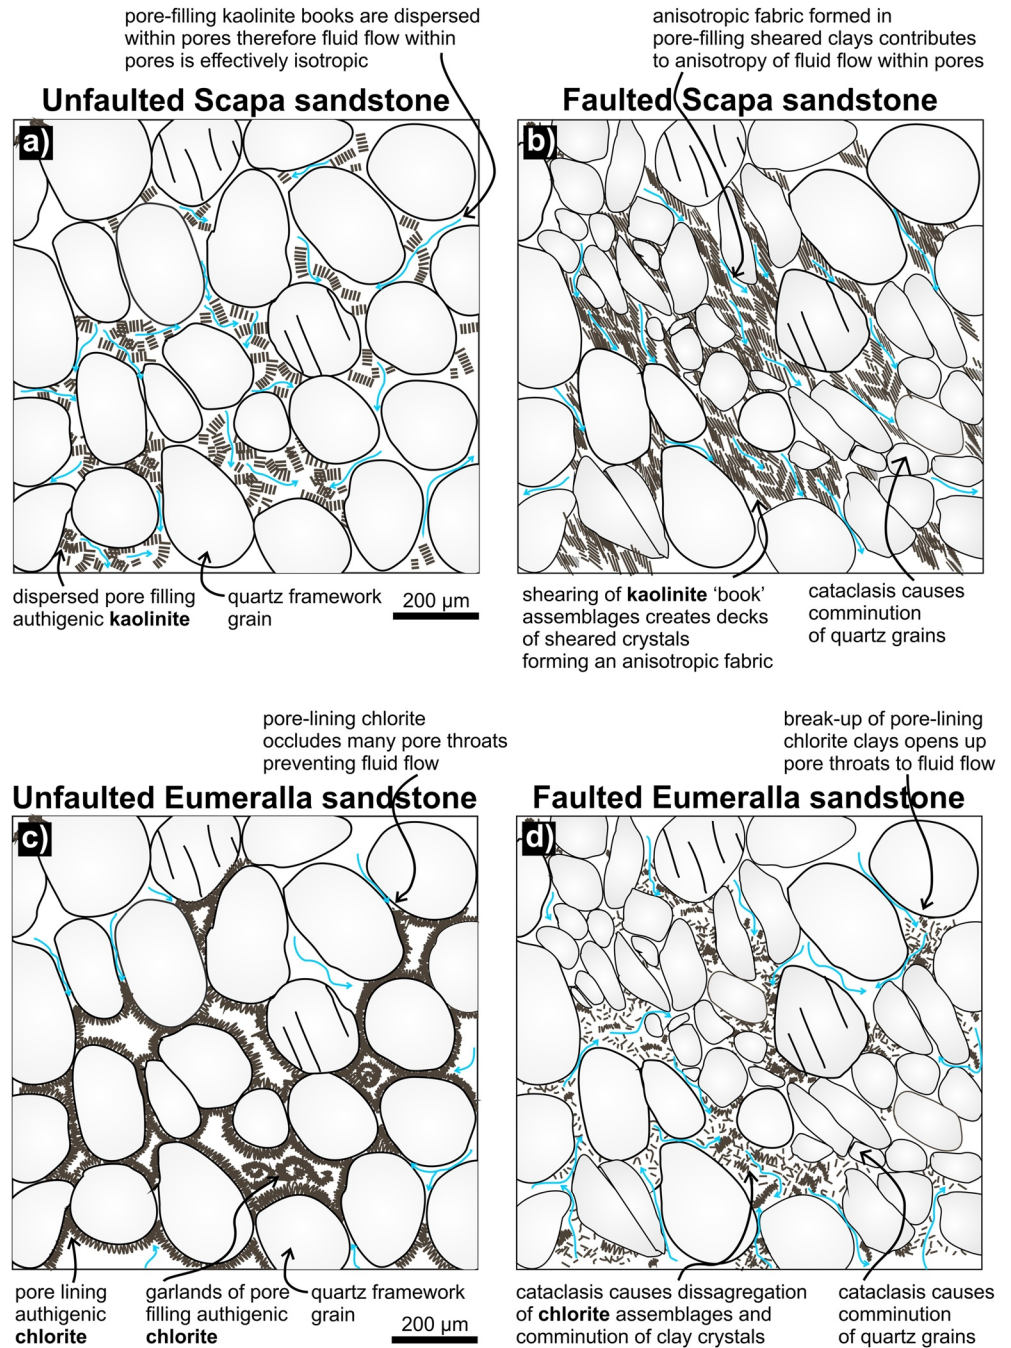 pore-filling kaolinite books are dispersed
within pores therefore fluid flow within
pores is effectively isotropic
anisotropic fabric formed in
pore-filling sheared clays contributes
to anisotropy of fluid flow within pores
Unfaulted Scapa sandstone
Faulted Scapa sandstone
a)
b)
dispersed pore filling
authigenic kaolinite
quartz framework
grain
200 µm
shearing of kaolinite ‘book’
assemblages creates decks
of sheared crystals
forming an anisotropic fabric
cataclasis causes
comminution
of quartz grains
pore-lining chlorite
occludes many pore throats
preventing fluid flow
break-up of pore-lining
chlorite clays opens up
pore throats to fluid flow
Unfaulted Eumeralla sandstone
Faulted Eumeralla sandstone
c)
d)
pore lining
authigenic
chlorite
garlands of pore
filling authigenic
chlorite
quartz framework
grain
200 µm
cataclasis causes dissagregation
of chlorite assemblages and
comminution of clay crystals
cataclasis causes
comminution
of quartz grains